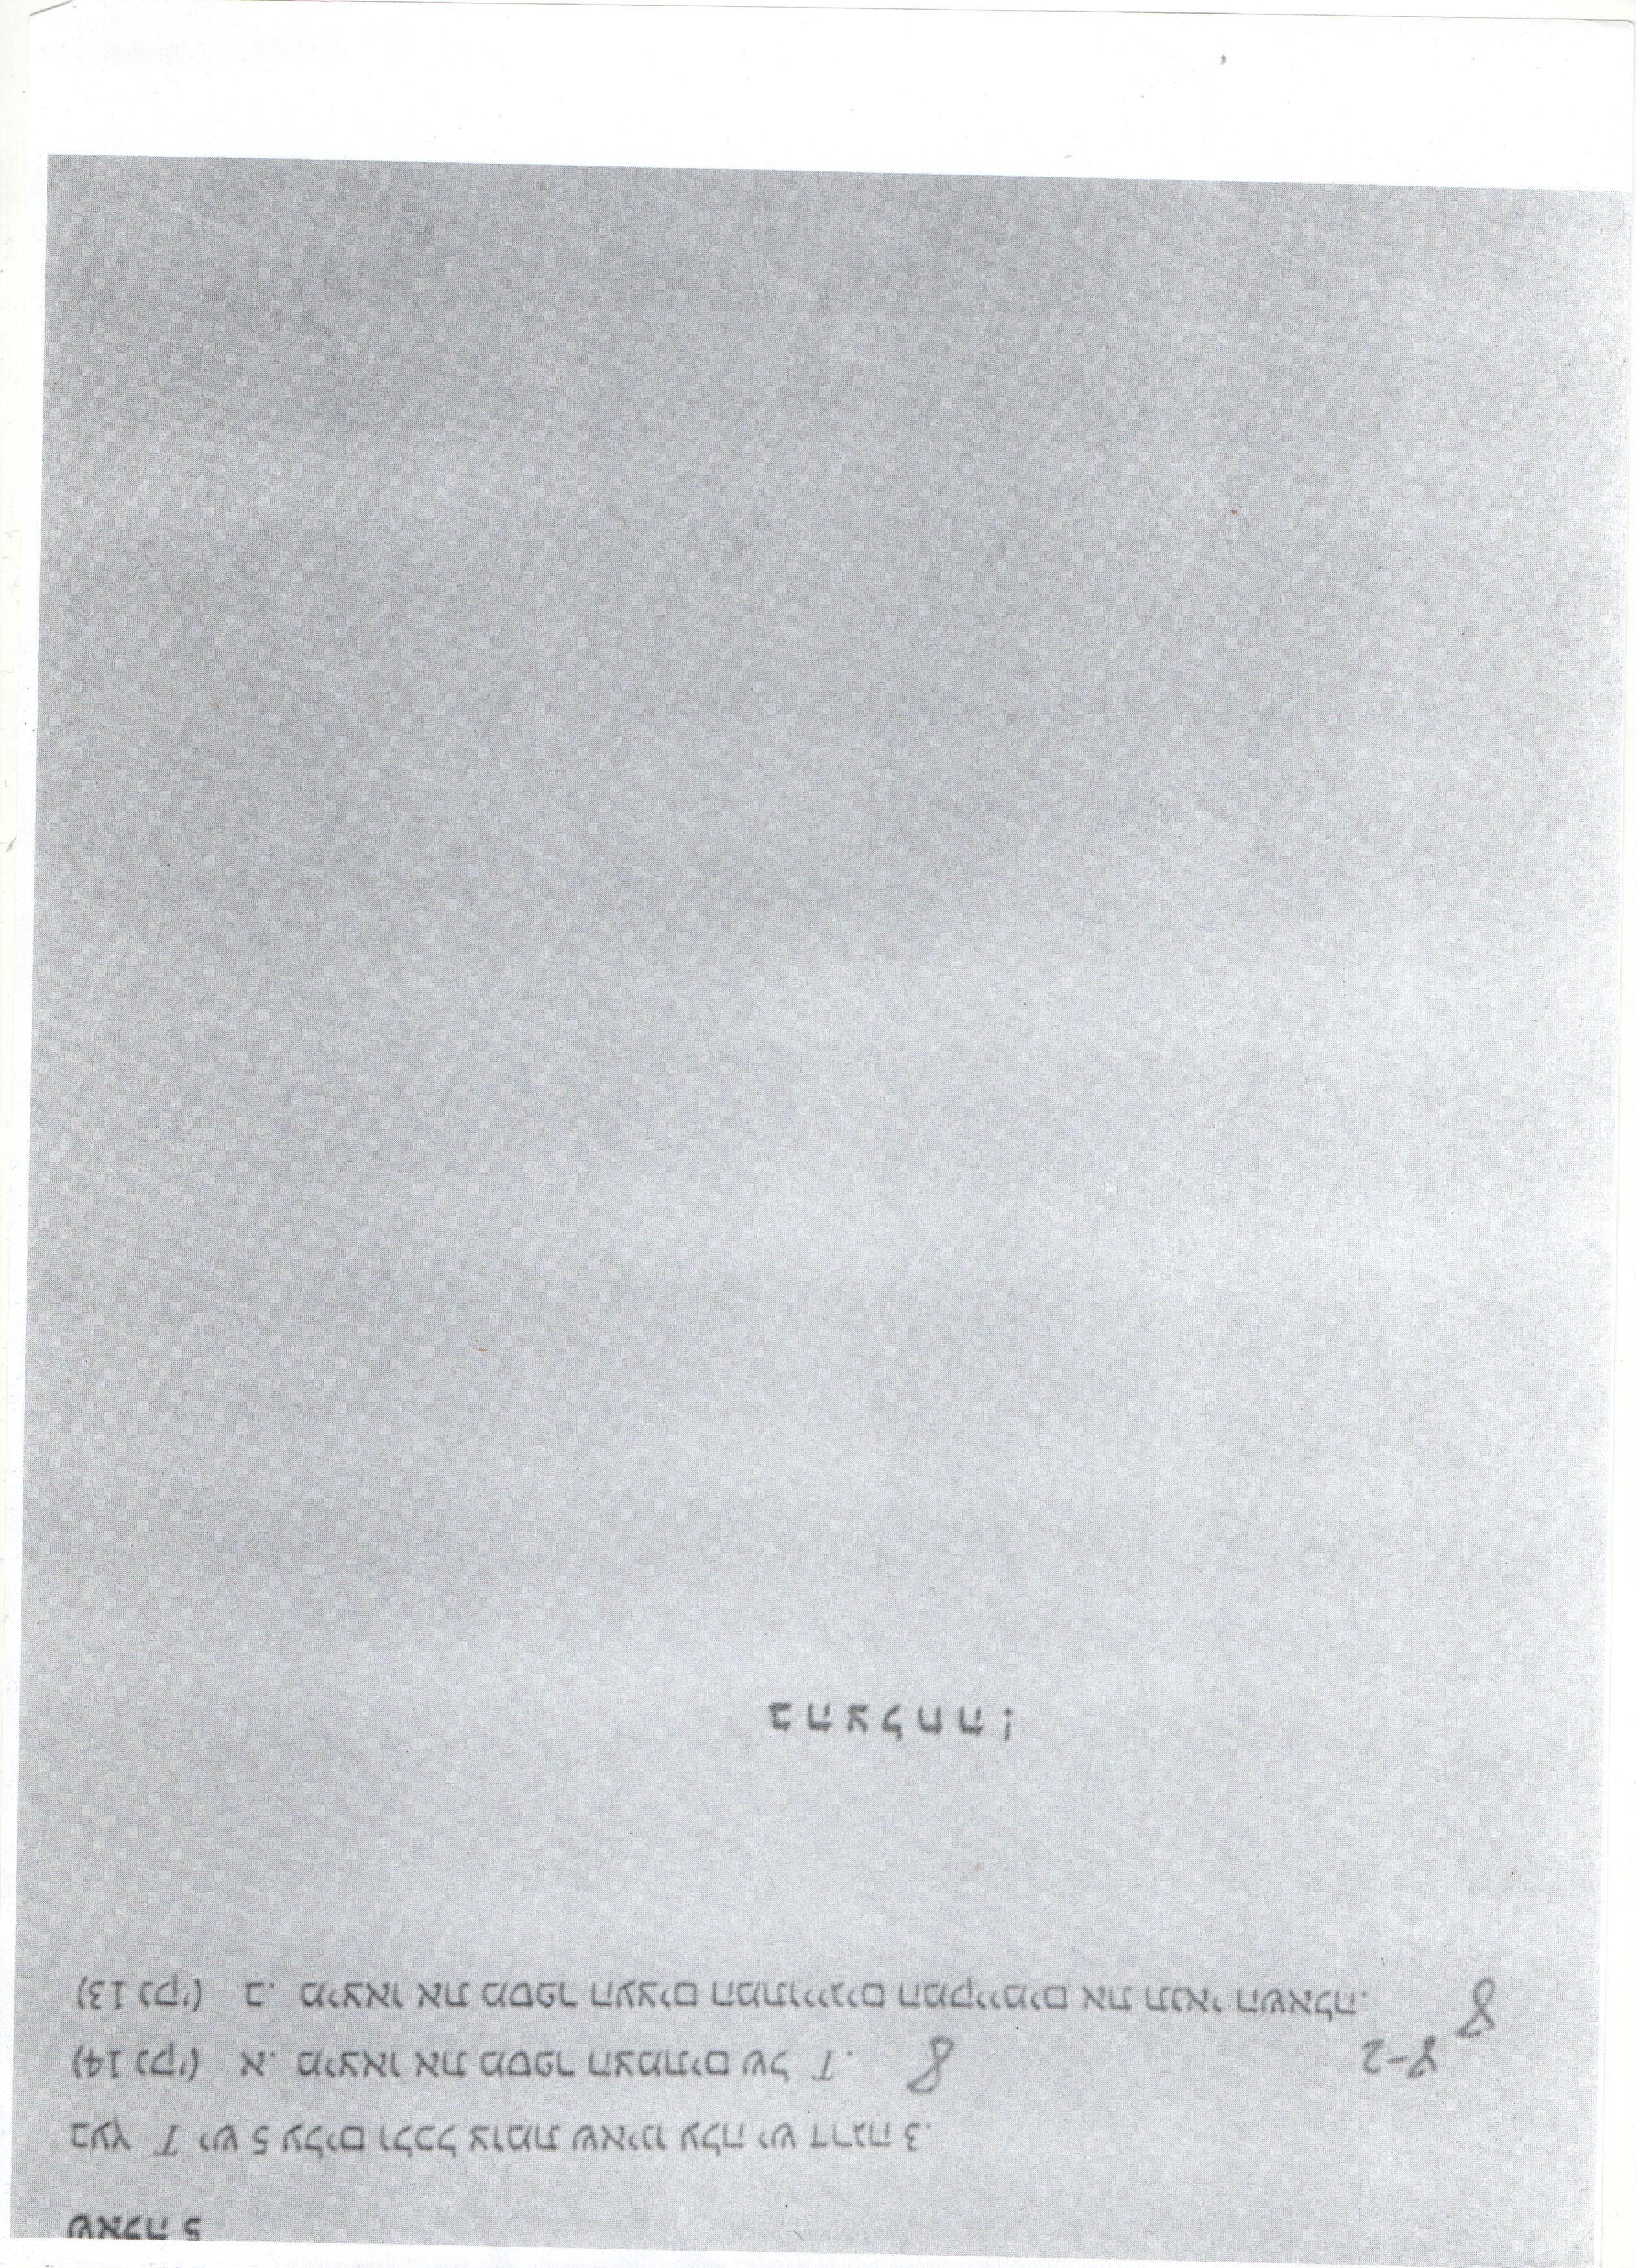 שאלה 5
בעץ T יש 5 עלים ולכל צומת שאינו עלה יש דרגה 3.
(14 נק') א. מיצאו את מספר הצמתים של T. 8
(13 נק') ב. מיצאו את מספר העצים המתוייגים המקיימים את תנאי השאלה. 8 8-2
בהצלחה!